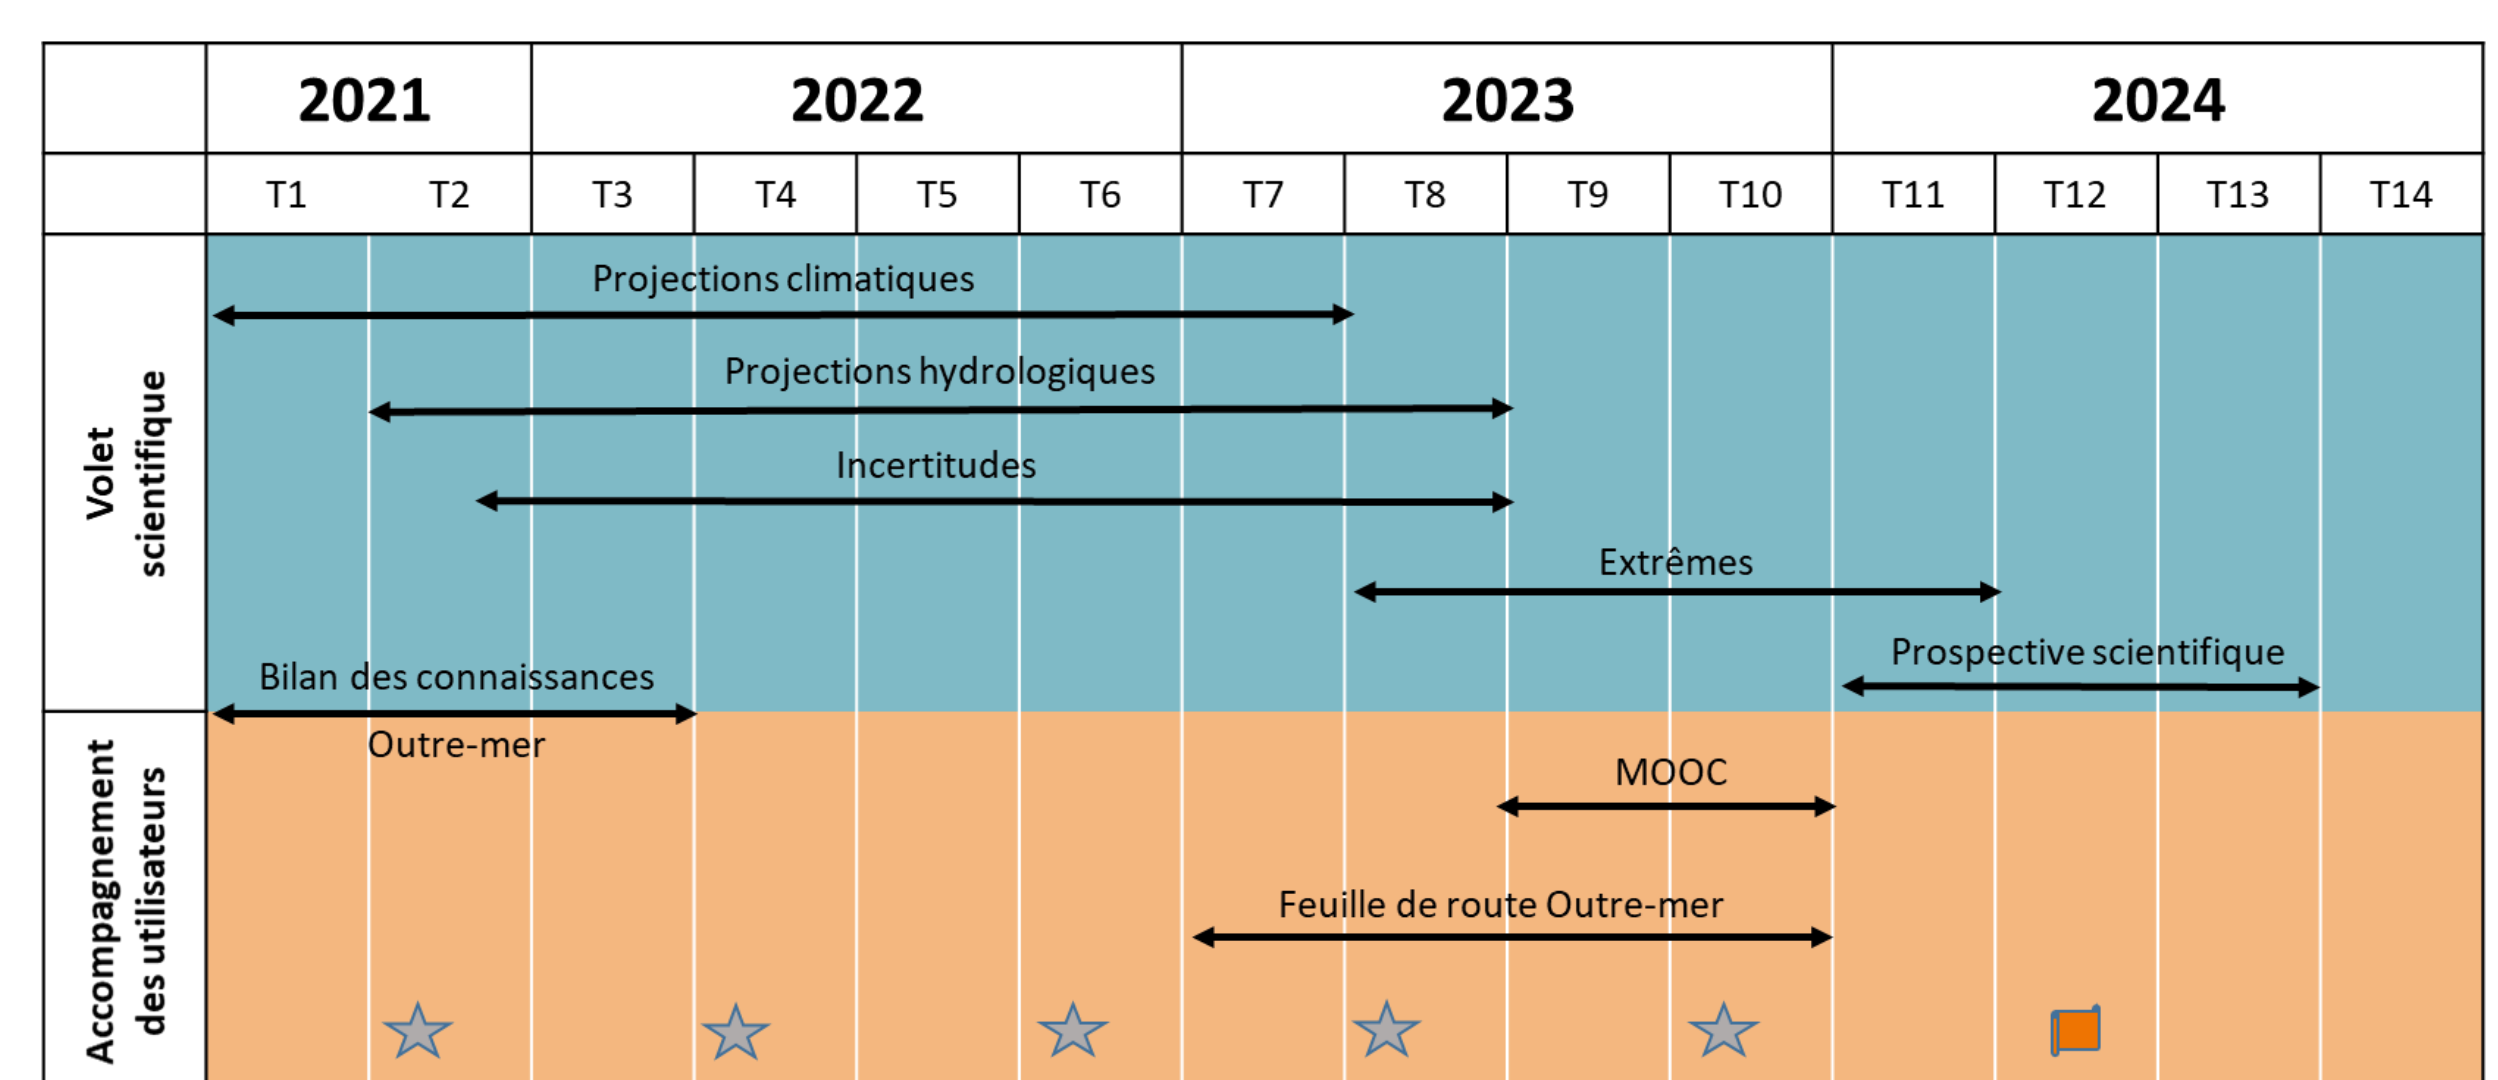 2021 2022 2023 2024
T1 T2 T3 T4 T5 T6 T7 T8 T9 T10 T11 T12 T13 T14
Volet
scientifique
Projections climatiques
Projections hydrologiques
Incertitudes
Extrêmes
Prospective scientifique
Bilan des connaissances
Outre-mer
Accompagnement
des utilisateurs
MOOC
Feuille de route Outre-mer